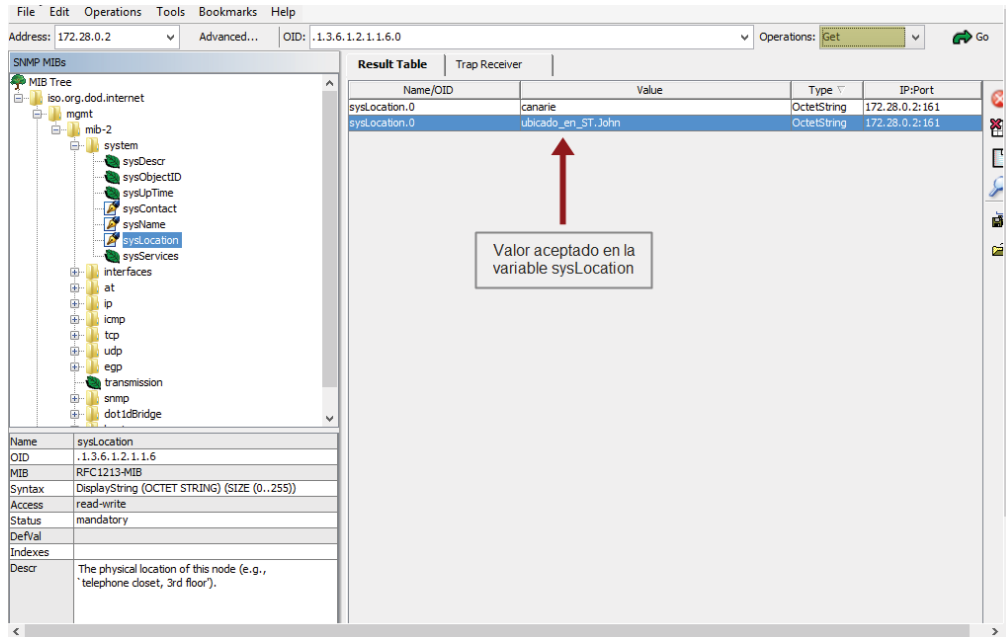 File Edit Operations Tools Bookmarks Help
Address: 172.28.0.2 Advanced... OID: .1.3.6.1.2.1.1.6.0 Operations: Get Go
SNMP MIBs
MIB Tree
iso.org.dod.internet
mgmt
mib-2
system
sysDescr
sysObjectID
sysUpTime
sysContact
sysName
sysLocation
sysServices
interfaces
at
ip
icmp
tcp
udp
egp
transmission
snmp
dot1dBridge
Name sysLocation
OID .1.3.6.1.2.1.1.6
MIB RFC1213-MIB
Syntax DisplayString (OCTET STRING) (SIZE (0..255))
Access read-write
Status mandatory
DefVal
Indexes
Descr The physical location of this node (e.g.,
`telephone closet, 3rd floor').
Result Table Trap Receiver
Name/OID Value Type IP:Port
sysLocation.0 canarie OctetString 172.28.0.2:161
sysLocation.0 ubicado_en_ST.John OctetString 172.28.0.2:161
Valor aceptado en la
variable sysLocation